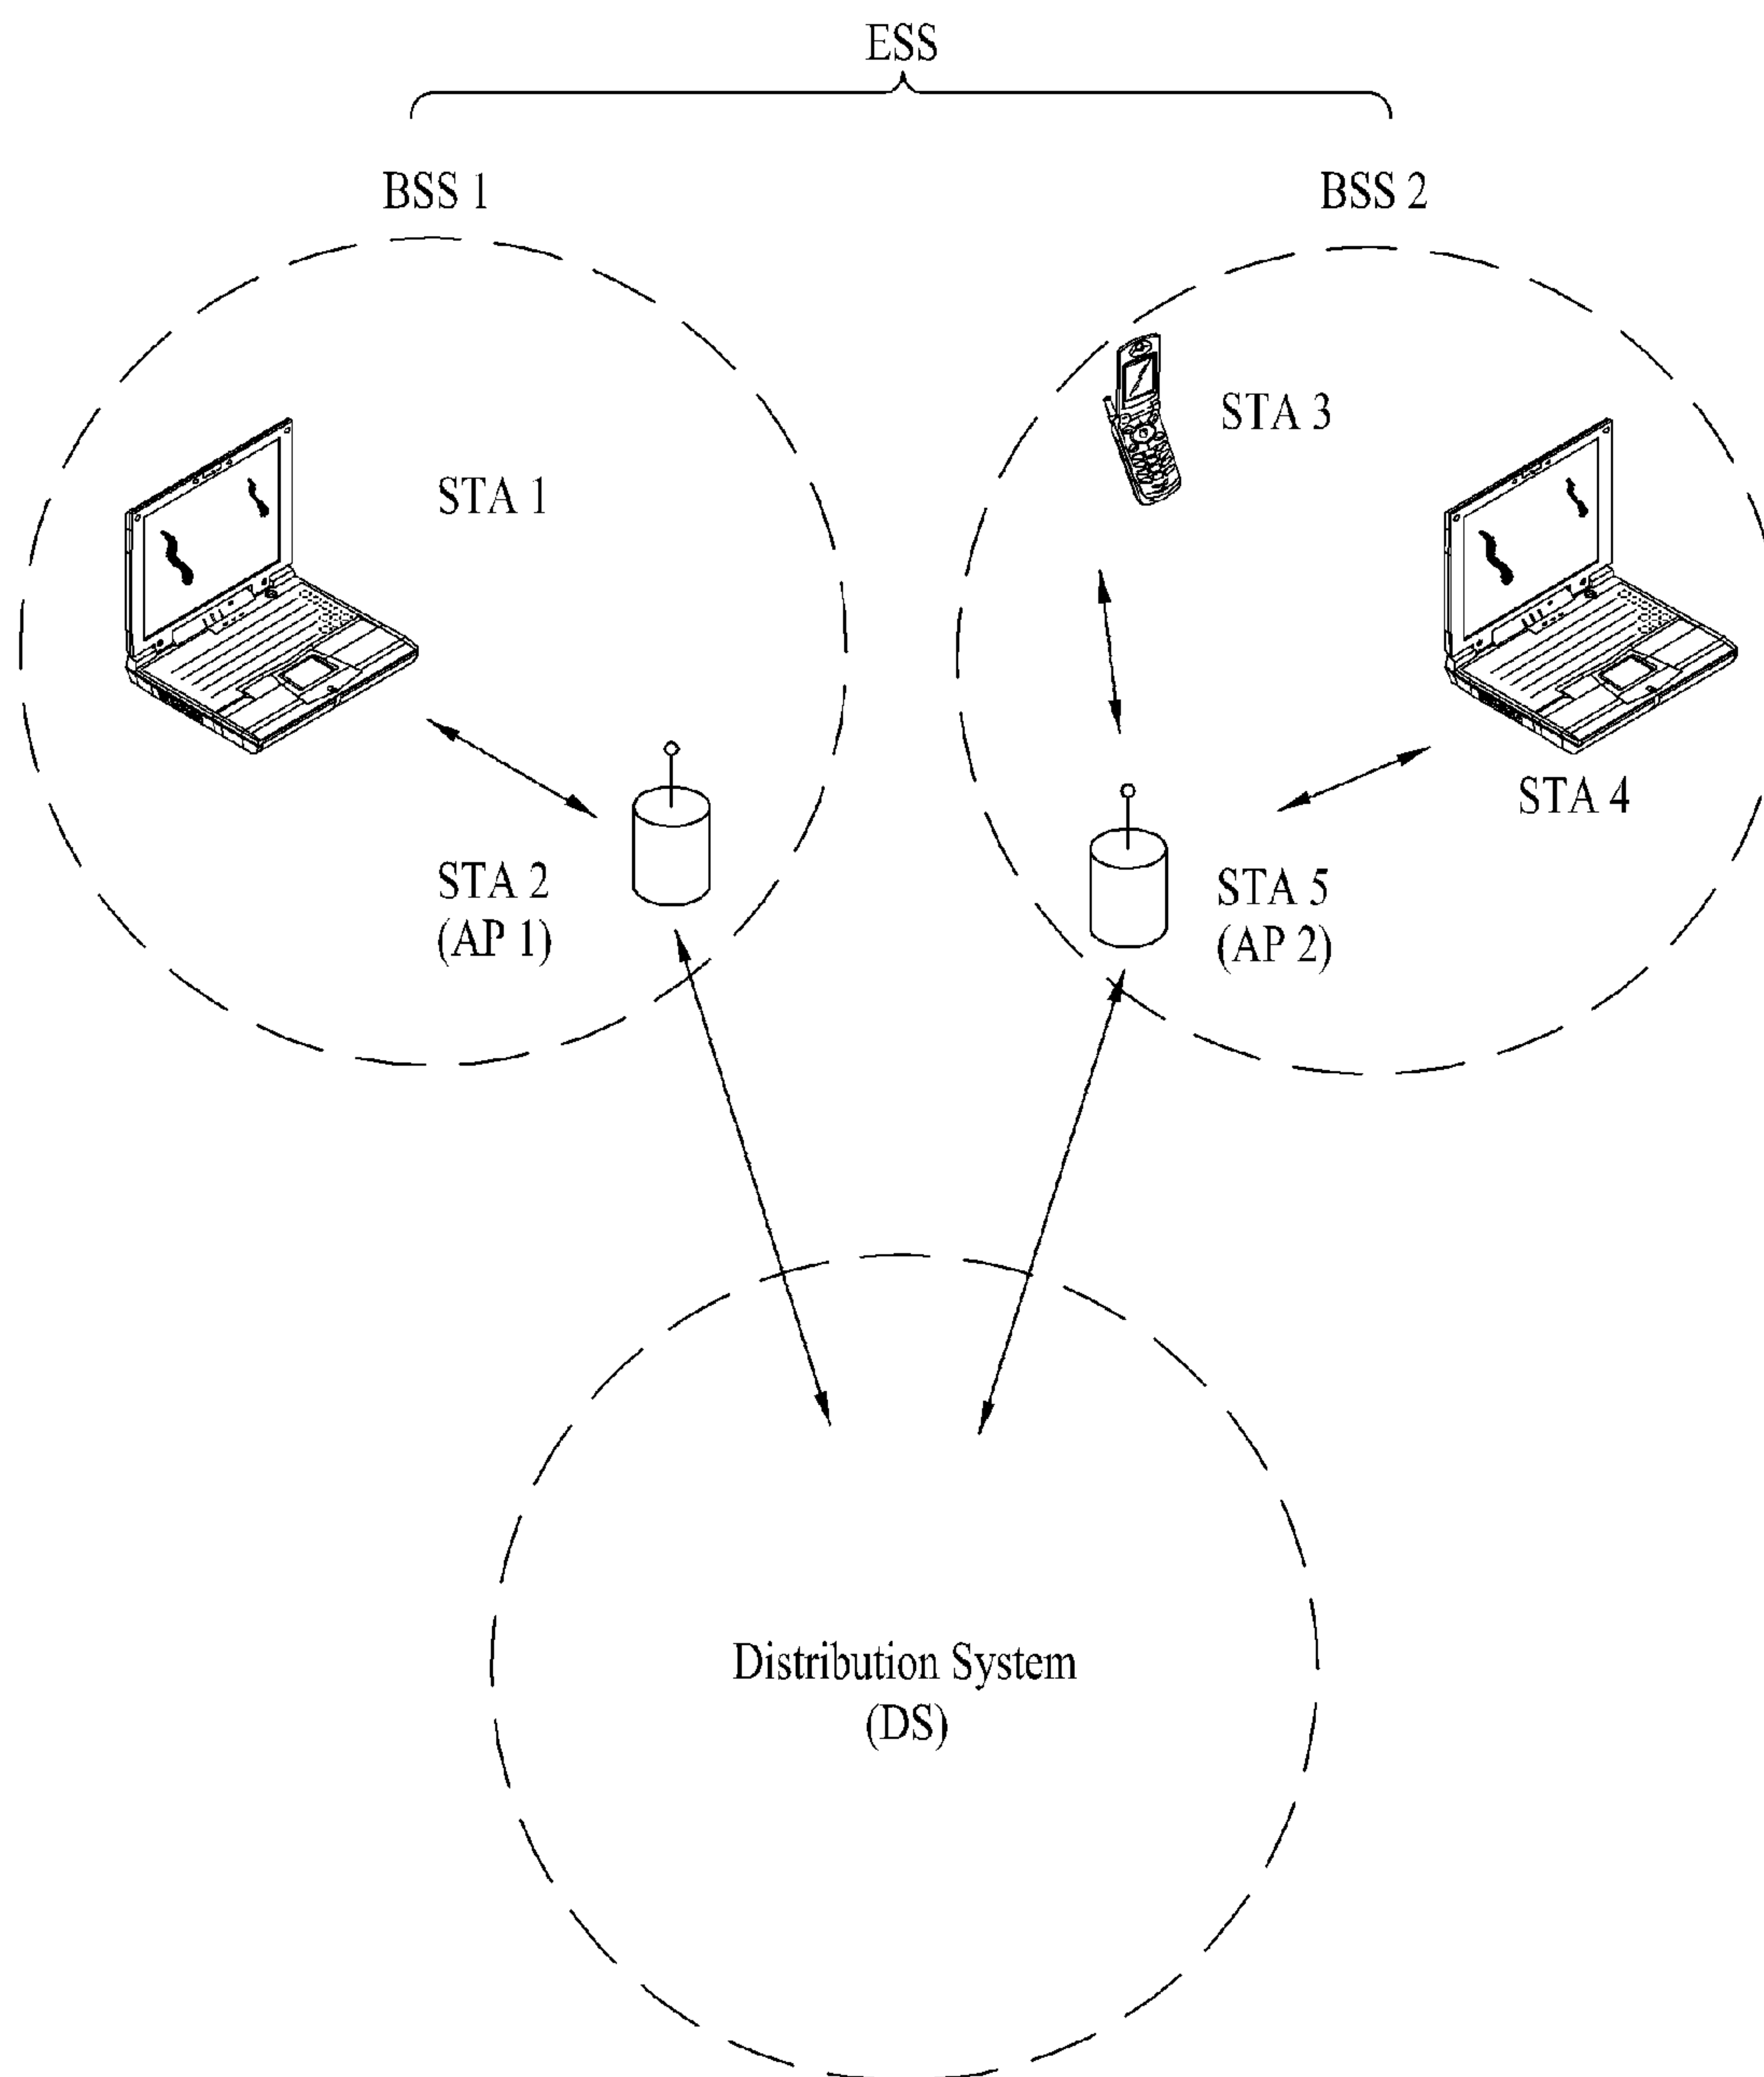 ESS
BSS 1
BSS 2
STA 3
STA 1
STA 4
STA 2
(AP 1)
STA 5
(AP 2)
Distribution System
(DS)